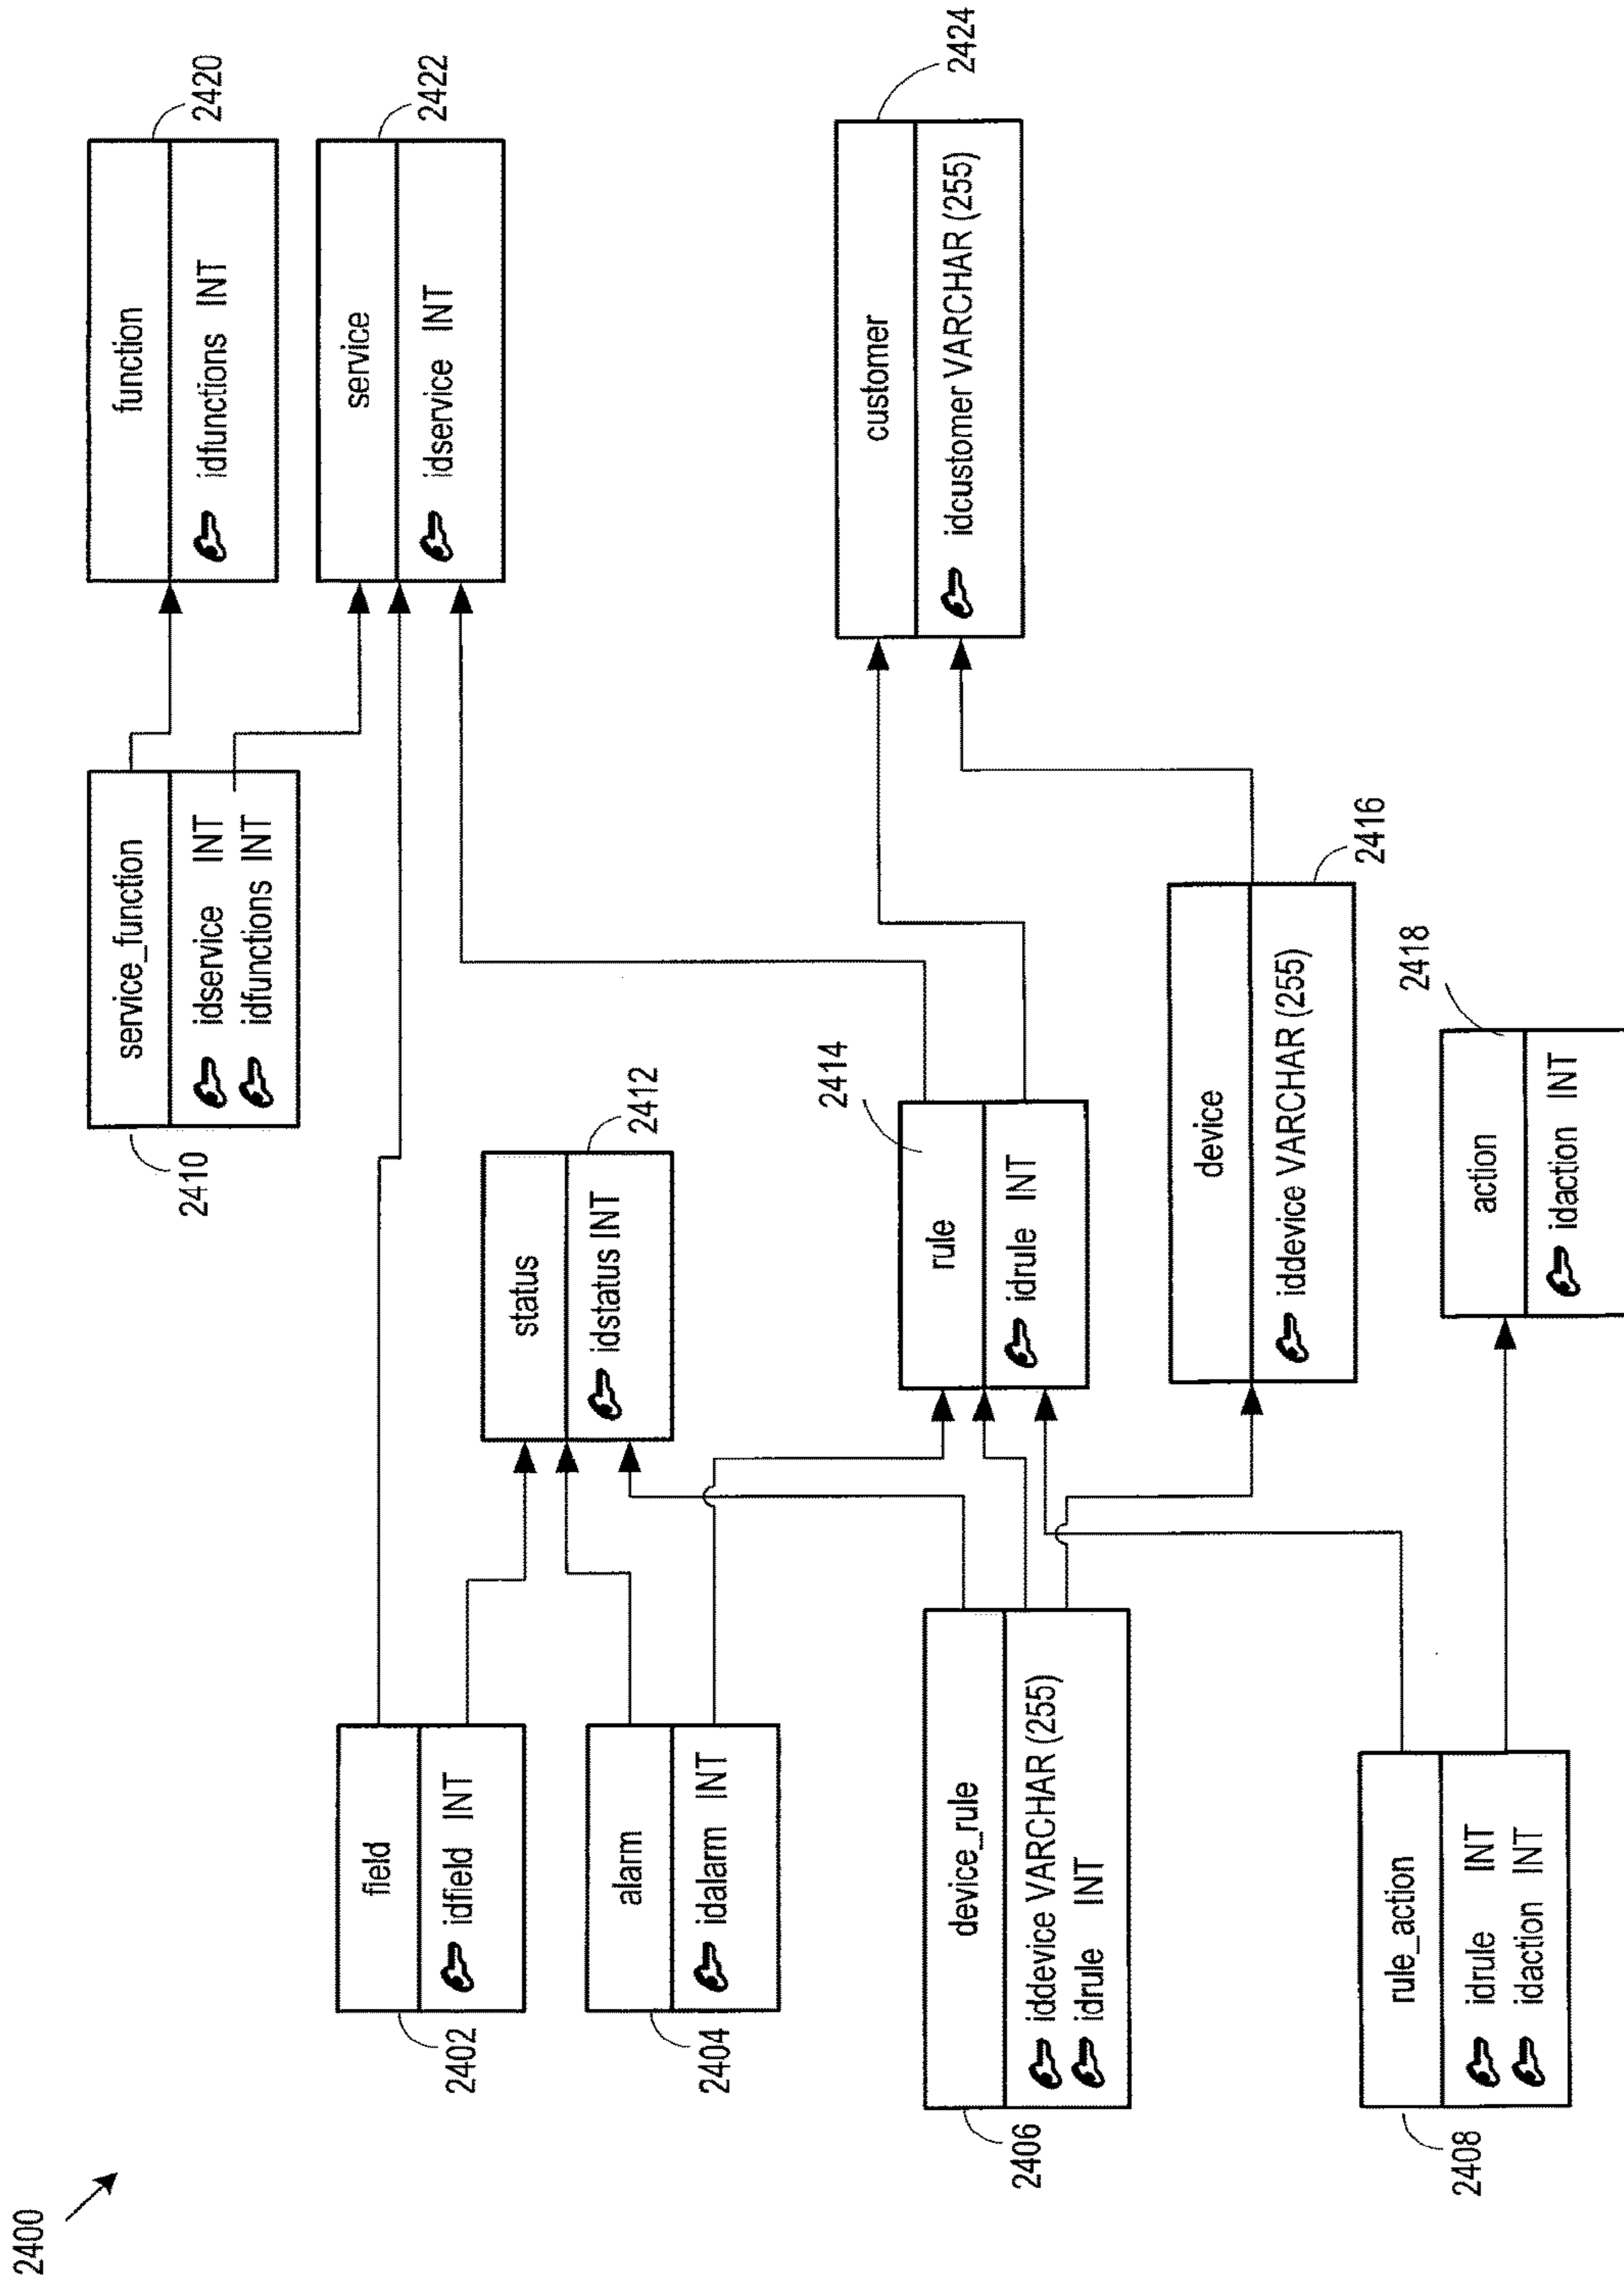 2400
function
idfunctions INT
2420
service
idservice INT
2422
service_function
idservice INT
idfunctions INT
2410
status
idstatus INT
2412
field
idfield INT
2402
alarm
idalarm INT
2404
customer
idcustomer VARCHAR (255)
2424
rule
idrule INT
2414
device_rule
iddevice VARCHAR (255)
idrule INT
2406
device
iddevice VARCHAR (255)
2416
rule_action
idrule INT
idaction INT
2408
action
idaction INT
2418